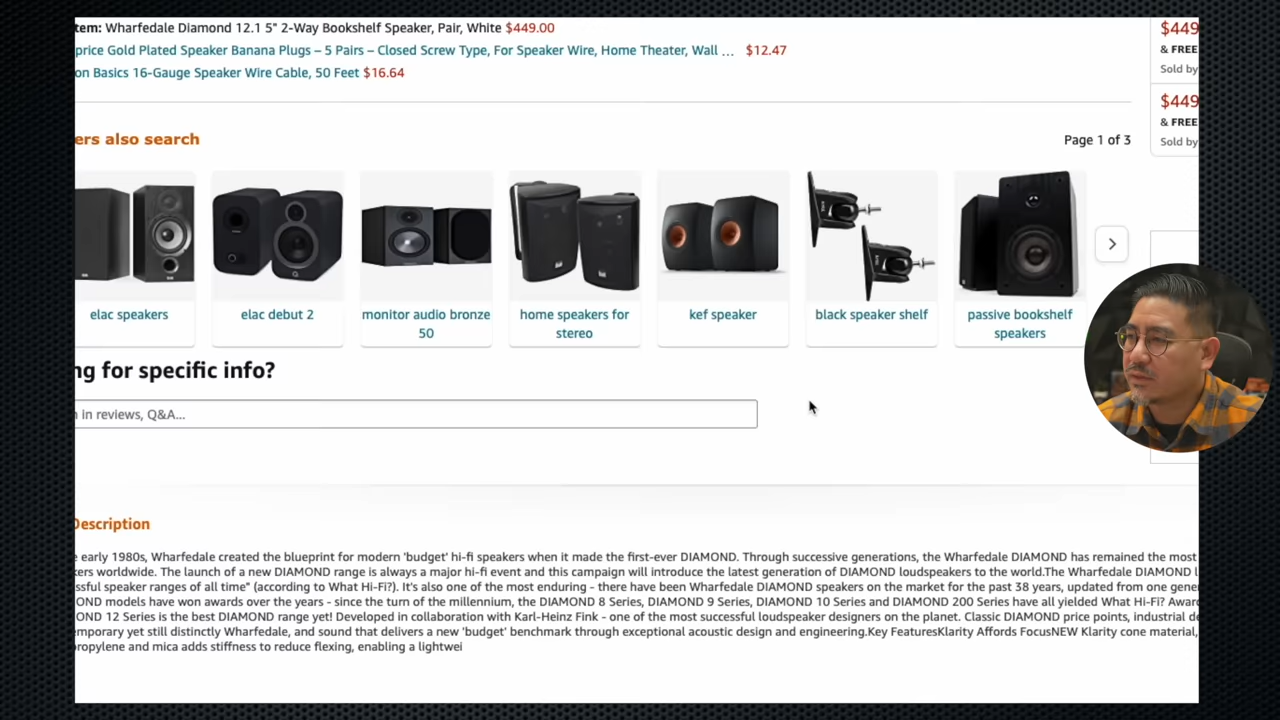 tem: Wharfedale Diamond 12.1 5" 2-Way Bookshelf Speaker, Pair, White $449.00
price Gold Plated Speaker Banana Plugs – 5 Pairs – Closed Screw Type, For Speaker Wire, Home Theater, Wall ... $12.47
on Basics 16-Gauge Speaker Wire Cable, 50 Feet $16.64
$449
& FREE
Sold by
$449
& FREE
Sold by
ers also search
Page 1 of 3
elac speakers
elac debut 2
monitor audio bronze
50
home speakers for
stereo
kef speaker
black speaker shelf
passive bookshelf
speakers
ng for specific info?
in reviews, Q&A...
Description
e early 1980s, Wharfedale created the blueprint for modern 'budget' hi-fi speakers when it made the first-ever DIAMOND. Through successive generations, the Wharfedale DIAMOND has remained the most
kers worldwide. The launch of a new DIAMOND range is always a major hi-fi event and this campaign will introduce the latest generation of DIAMOND loudspeakers to the world.The Wharfedale DIAMOND l
ssful speaker ranges of all time" (according to What Hi-Fi?). It's also one of the most enduring - there have been Wharfedale DIAMOND speakers on the market for the past 38 years, updated from one gener
OND models have won awards over the years - since the turn of the millennium, the DIAMOND 8 Series, DIAMOND 9 Series, DIAMOND 10 Series and DIAMOND 200 Series have all yielded What Hi-Fi? Award
OND 12 Series is the best DIAMOND range yet! Developed in collaboration with Karl-Heinz Fink - one of the most successful loudspeaker designers on the planet. Classic DIAMOND price points, industrial de
emporary yet still distinctly Wharfedale, and sound that delivers a new 'budget' benchmark through exceptional acoustic design and engineering.Key FeaturesKlarity Affords FocusNEW Klarity cone material,
propylene and mica adds stiffness to reduce flexing, enabling a lightwei